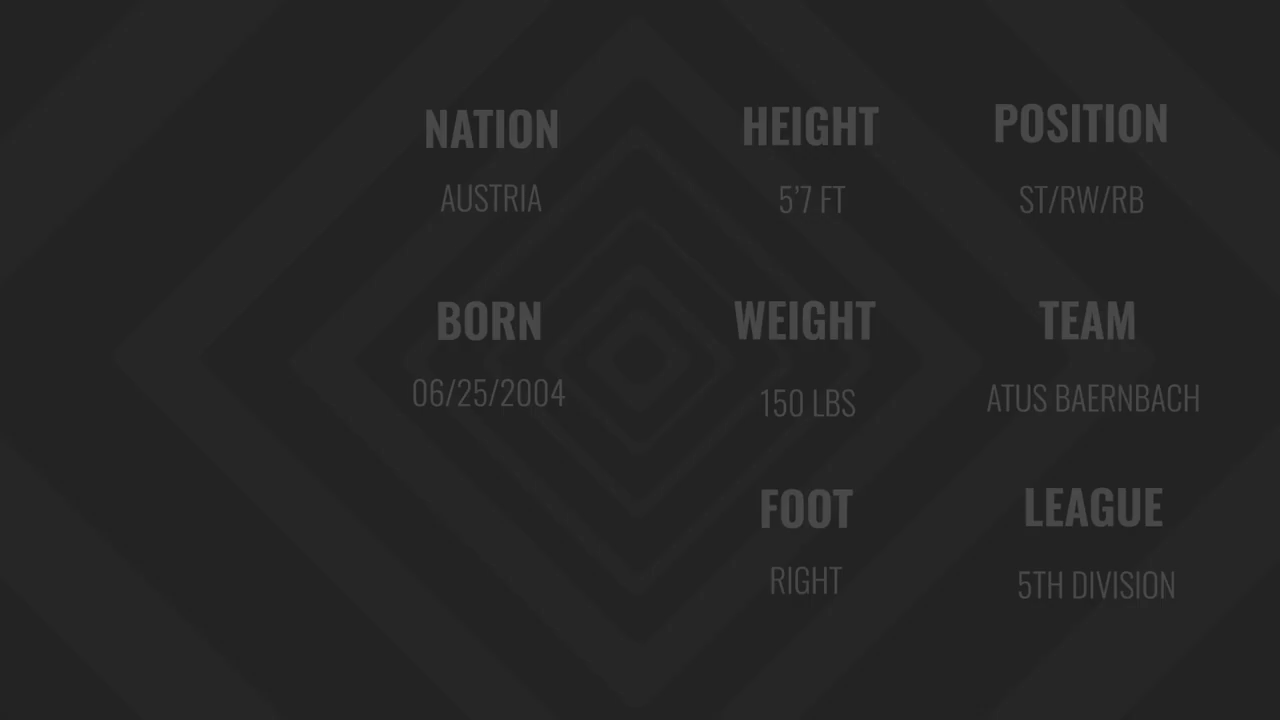 NATION
AUSTRIA
HEIGHT
5'7 FT
POSITION
ST/RW/RB
BORN
06/25/2004
WEIGHT
150 LBS
TEAM
ATUS BAERNBACH
FOOT
RIGHT
LEAGUE
5TH DIVISION